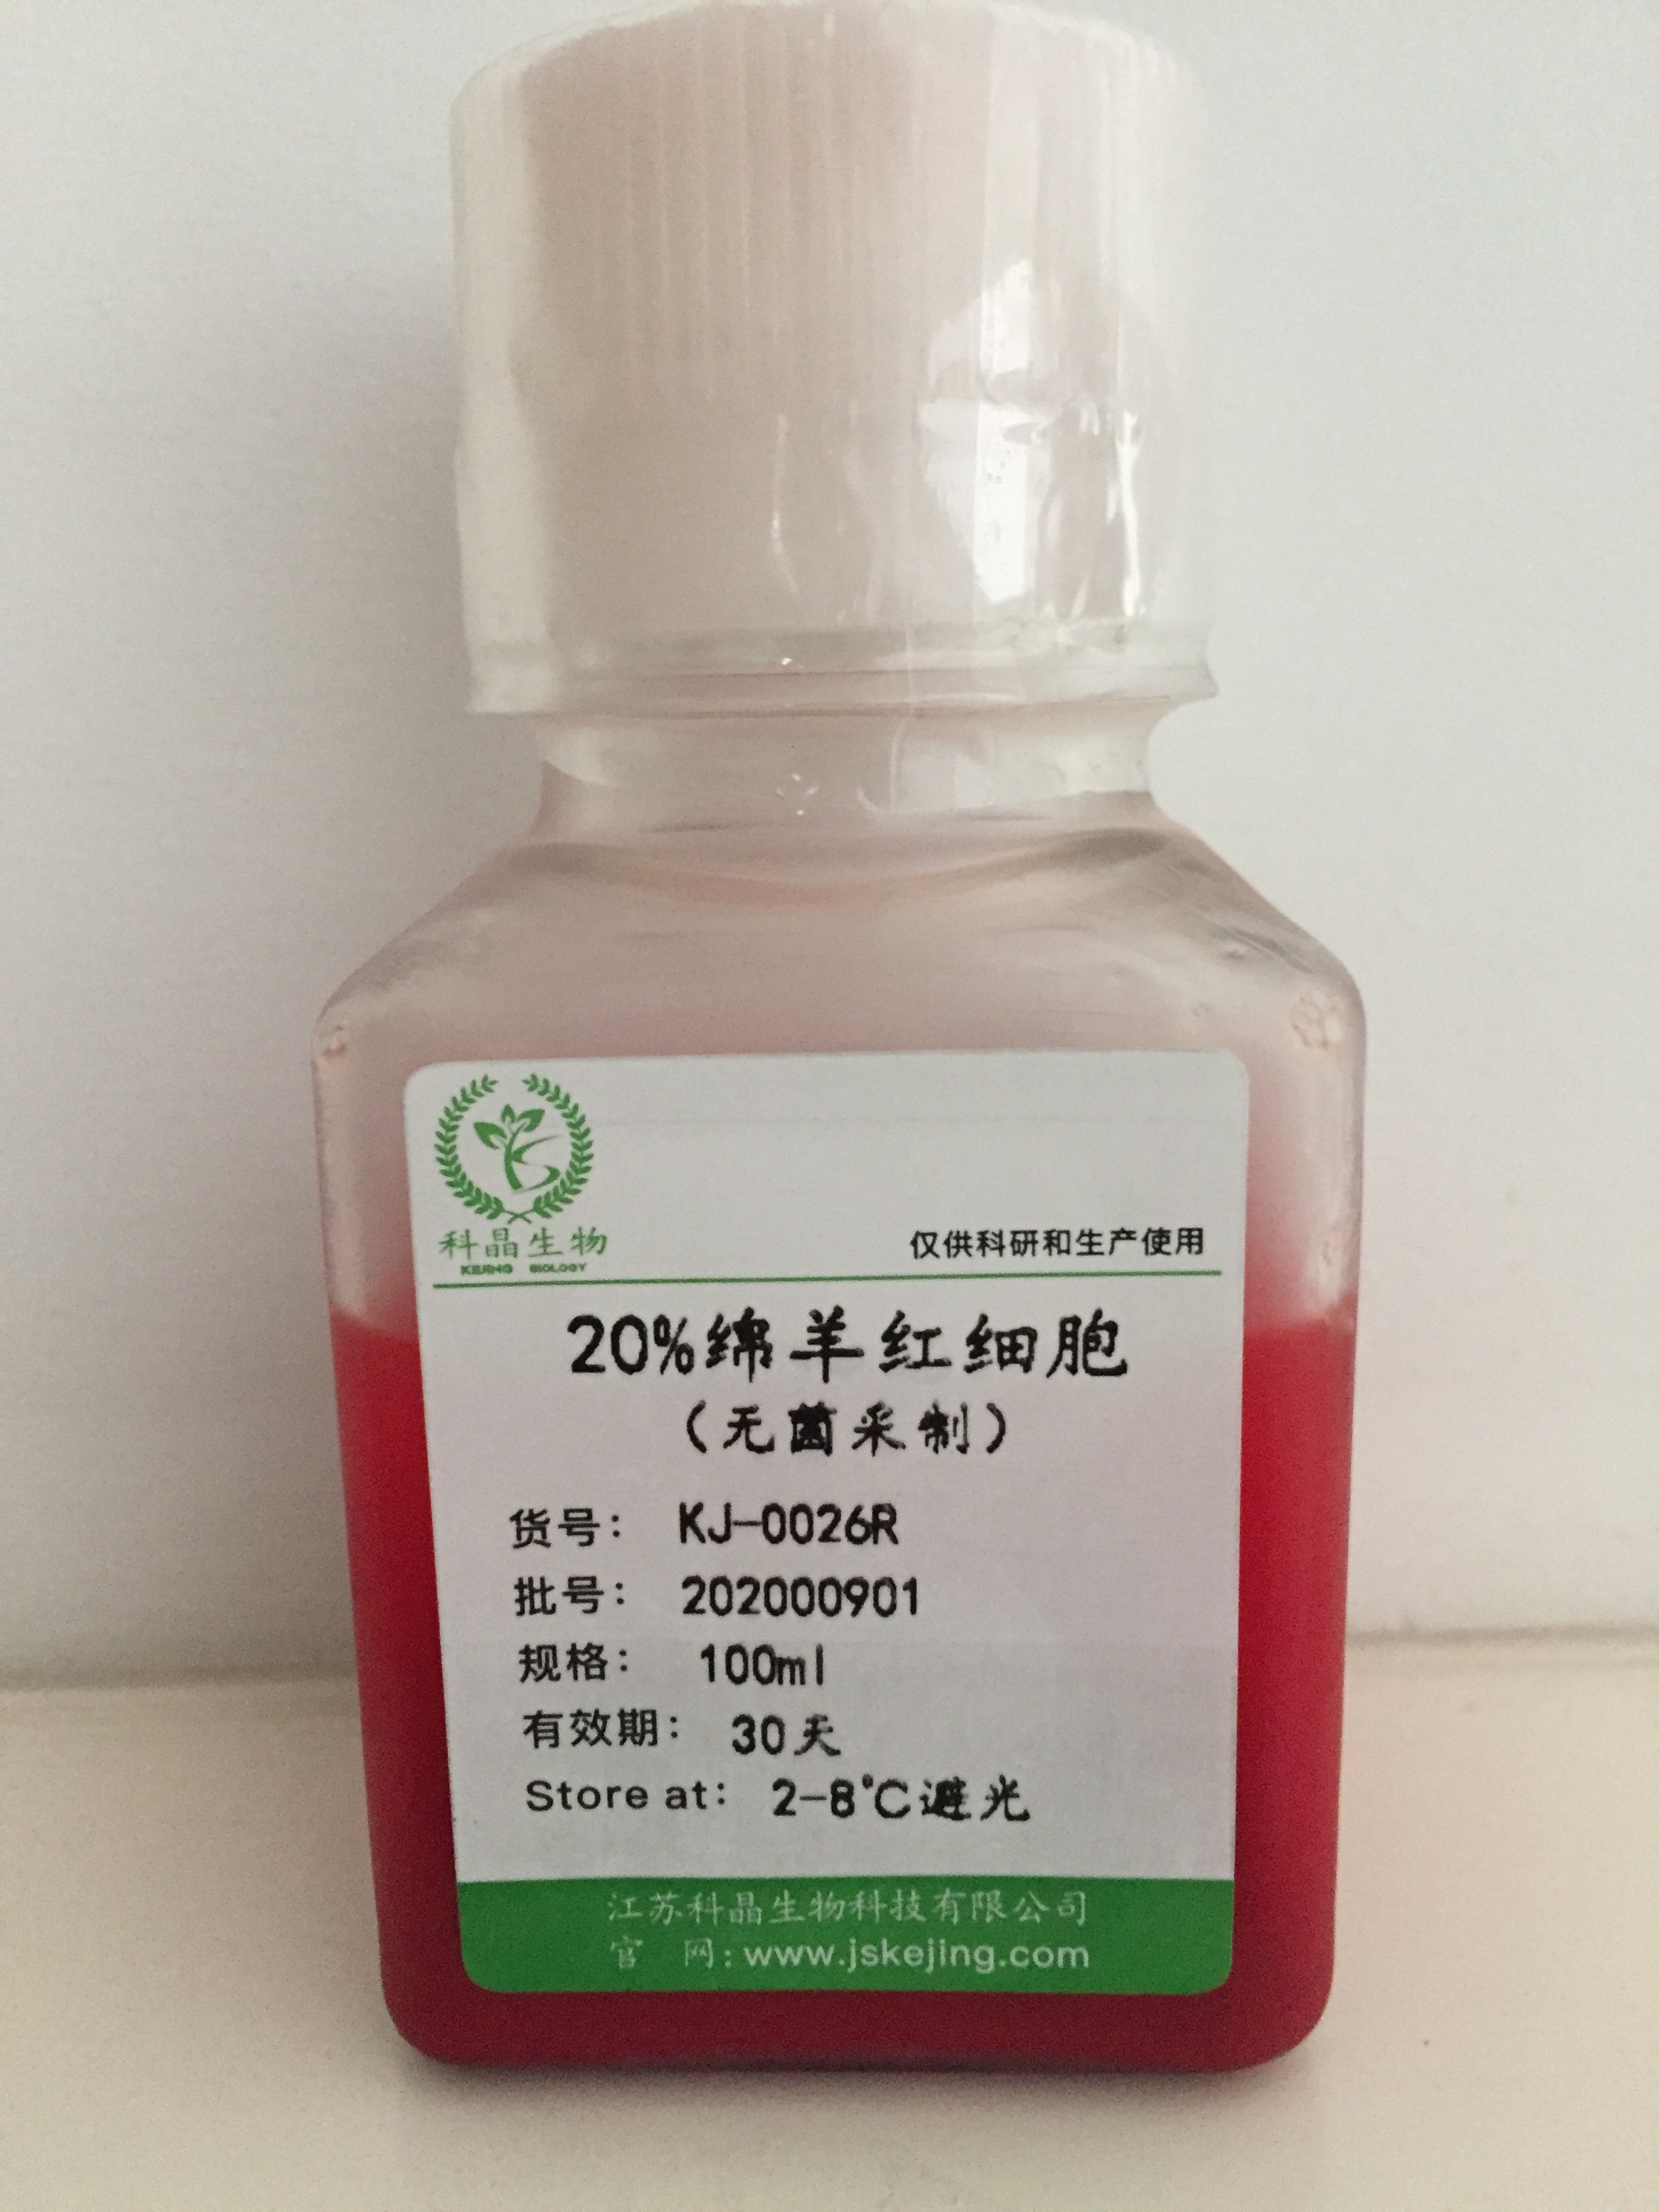 科晶生物
KEJING BIOLOGY
仅供科研和生产使用
20%绵羊红细胞
（无菌采制）
货号： KJ-0026R
批号： 202000901
规格： 100ml
有效期： 30天
Store at： 2-8℃避光
江苏科晶生物科技有限公司
官 网：www.jskejing.com